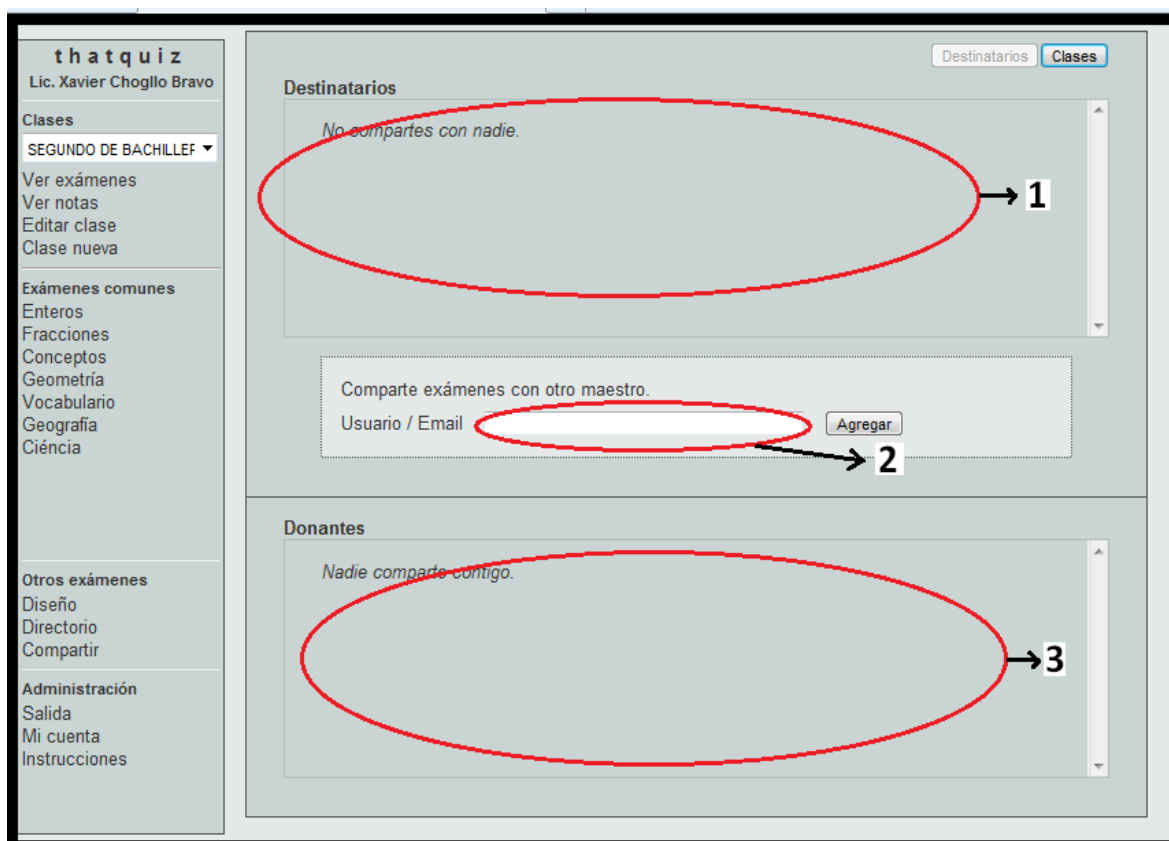 thatquiz
Lic. Xavier Chogllo Bravo
Clases
SEGUNDO DE BACHILLER
Ver exámenes
Ver notas
Editar clase
Clase nueva
Exámenes comunes
Enteros
Fracciones
Conceptos
Geometría
Vocabulario
Geografía
Ciéncia
Otros exámenes
Diseño
Directorio
Compartir
Administración
Salida
Mi cuenta
Instrucciones
Destinatarios Clases
Destinatarios
No compartes con nadie.
1
Comparte exámenes con otro maestro.
Usuario / Email Agregar
2
Donantes
Nadie comparte contigo.
3